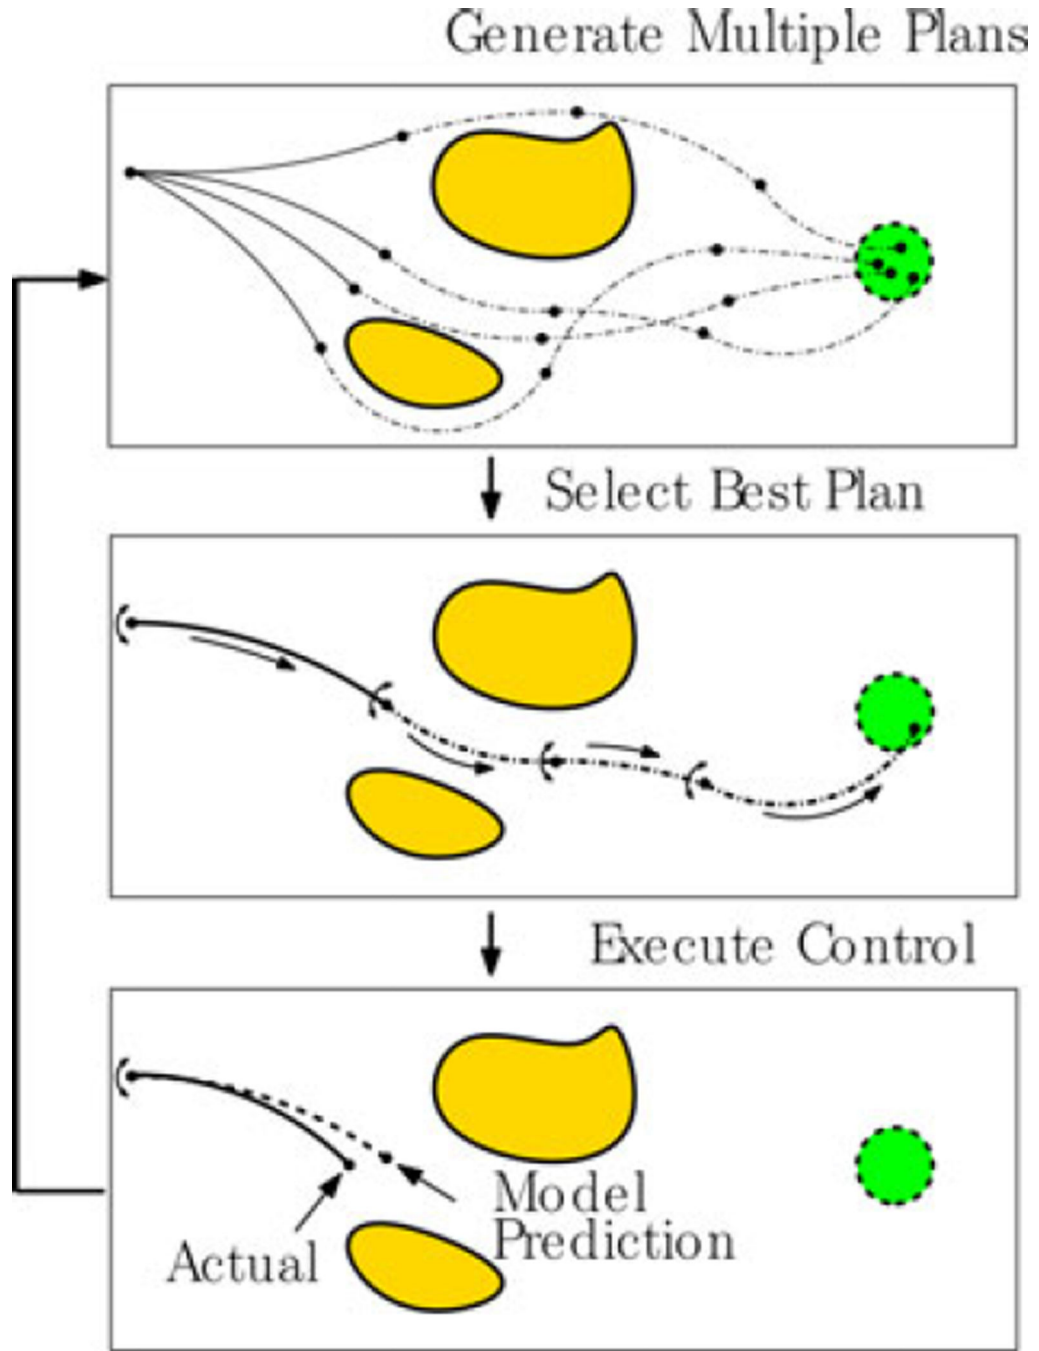 Generate Multiple Plans
Select Best Plan
Execute Control
Model
Prediction
Actual